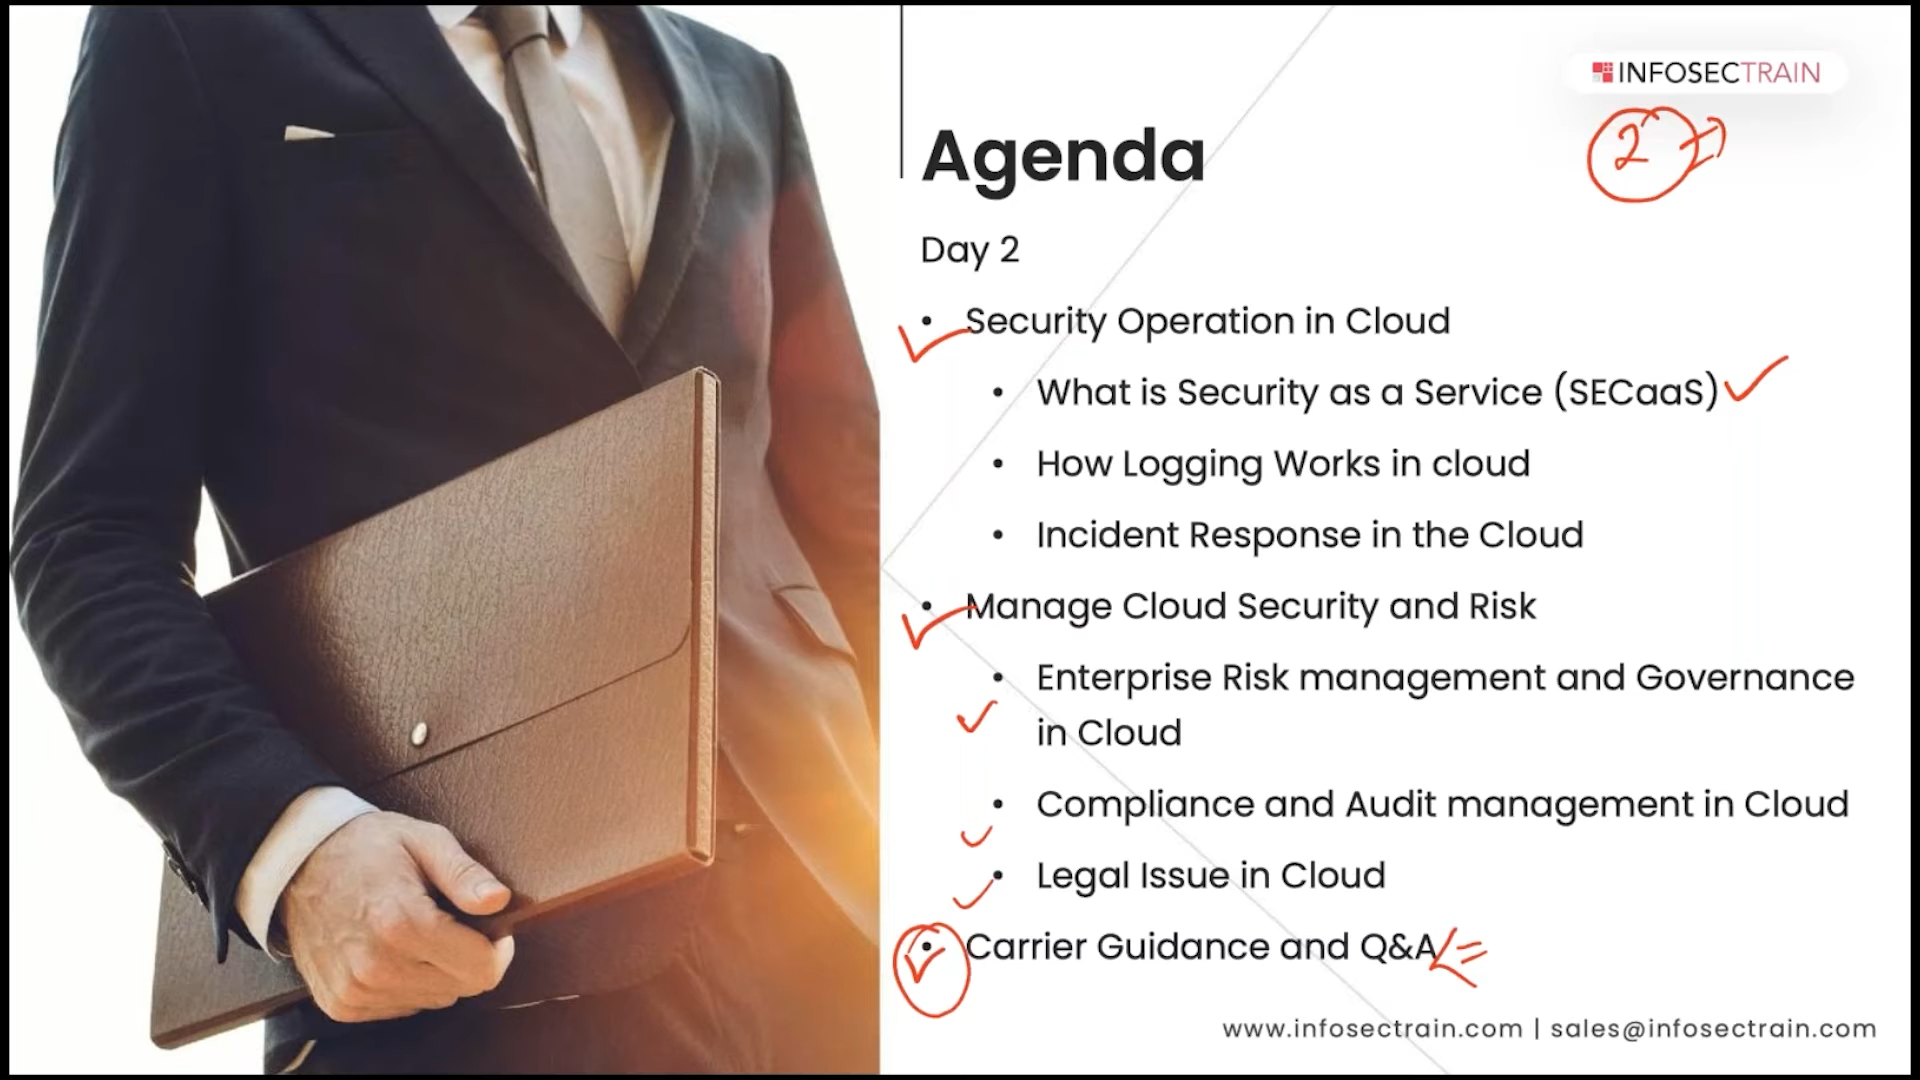 INFOSECTRAIN
2
Agenda
Day 2
• Security Operation in Cloud
• What is Security as a Service (SECaaS)
• How Logging Works in cloud
• Incident Response in the Cloud
• Manage Cloud Security and Risk
• Enterprise Risk management and Governance
in Cloud
• Compliance and Audit management in Cloud
• Legal Issue in Cloud
• Carrier Guidance and Q&A
www.infosectrain.com | sales@infosectrain.com